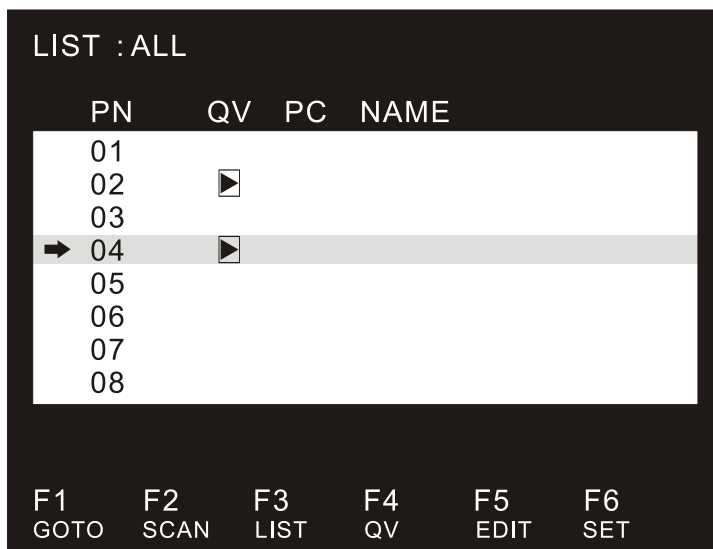 LIST : ALL
PN QV PC NAME
01
02
03
04
05
06
07
08
F1 F2 F3 F4 F5 F6
GOTO SCAN LIST QV EDIT SET